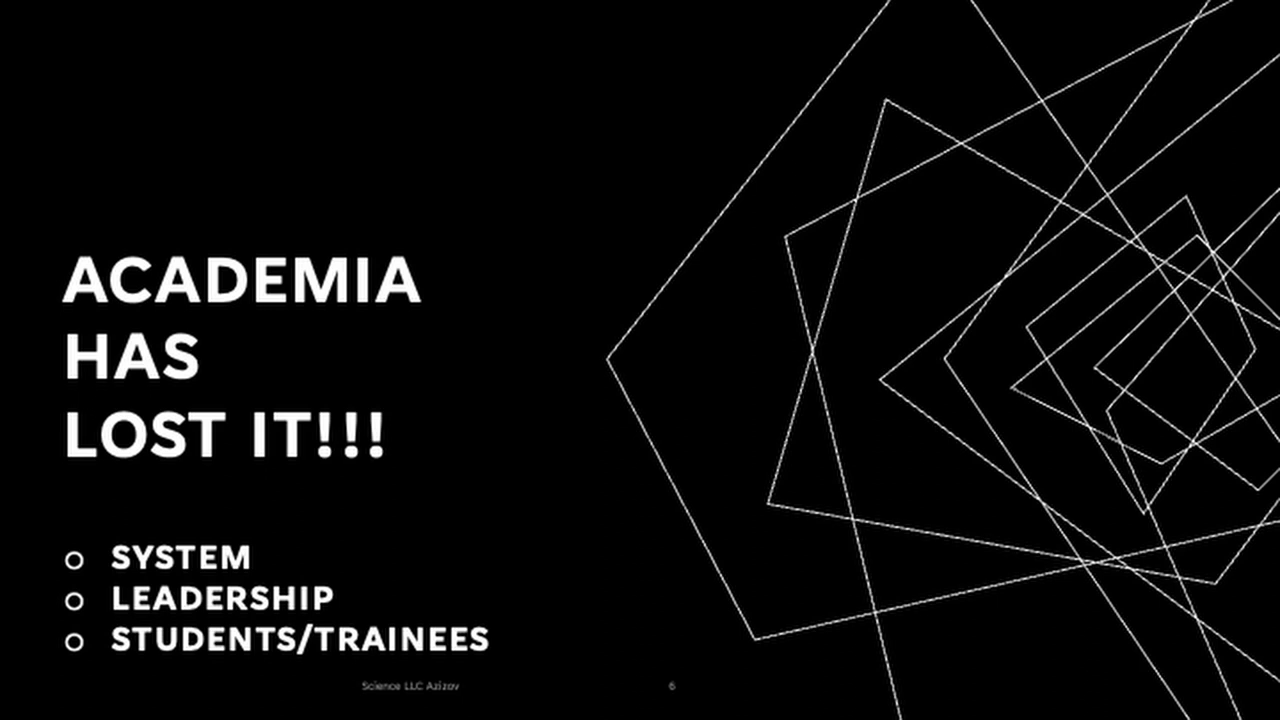 ACADEMIA
HAS
LOST IT!!!
○ SYSTEM
○ LEADERSHIP
○ STUDENTS/TRAINEES
Science LLC Azizov 6